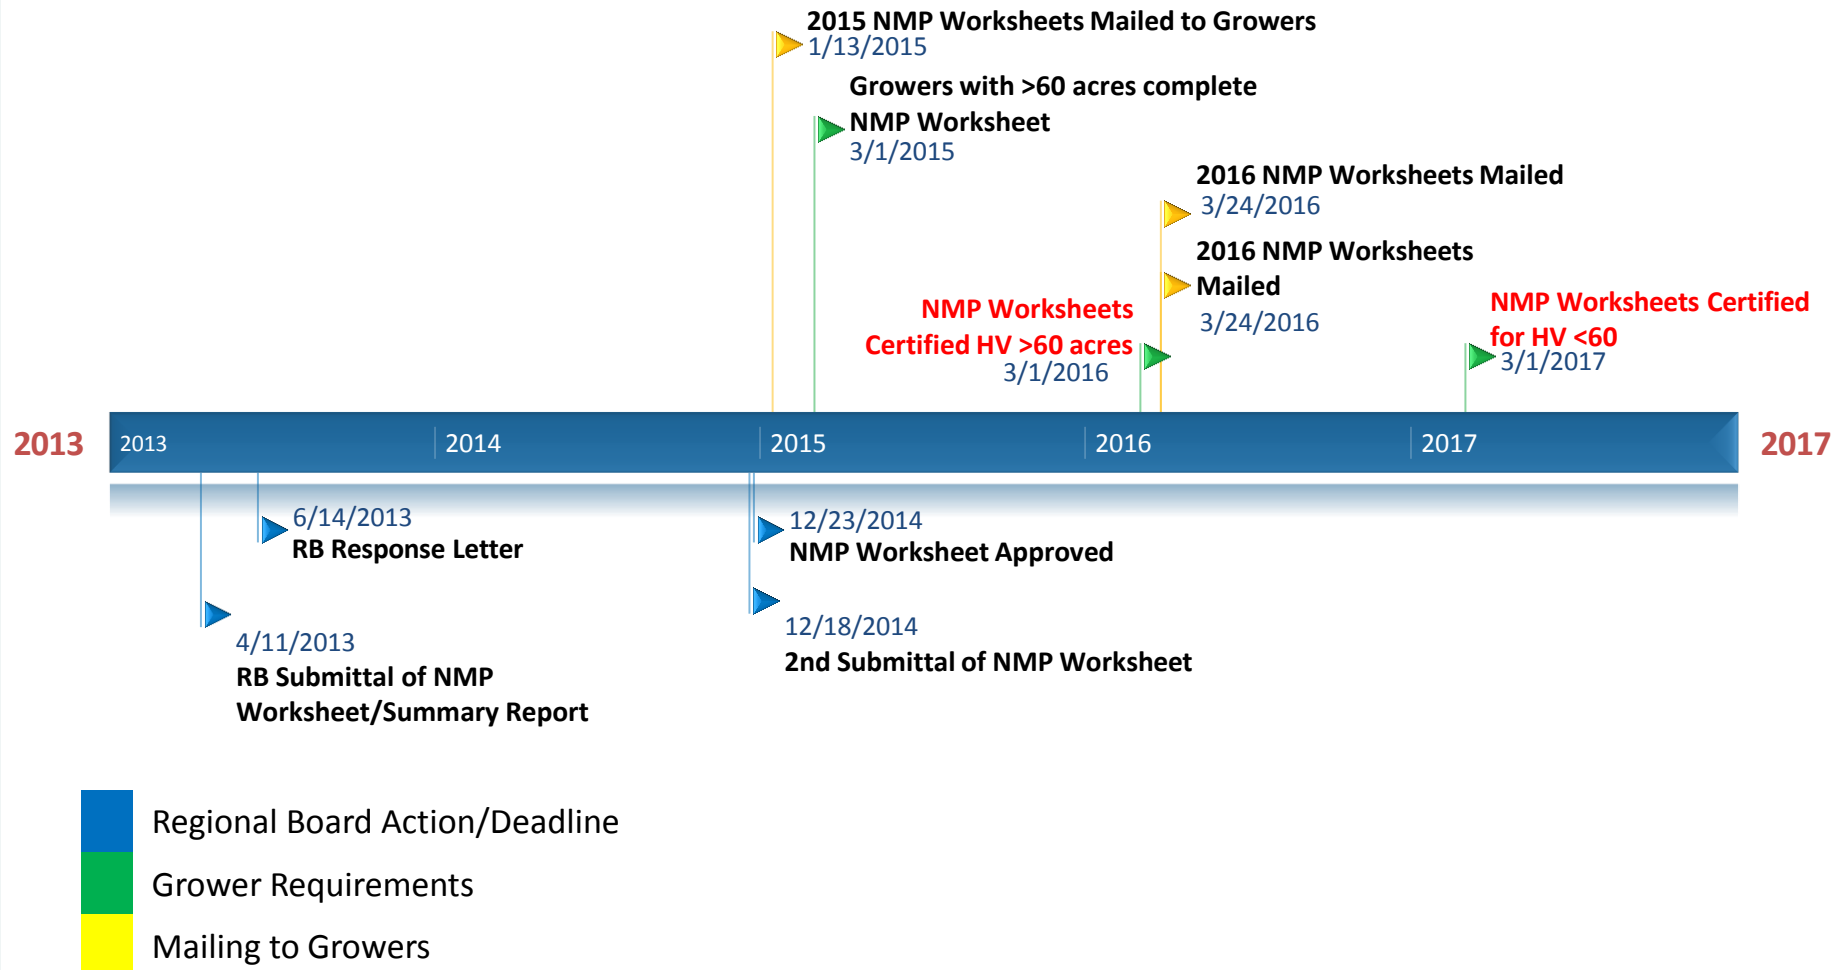 2015 NMP Worksheets Mailed to Growers
1/13/2015
Growers with >60 acres complete
NMP Worksheet
3/1/2015
2016 NMP Worksheets Mailed
3/24/2016
2016 NMP Worksheets
Mailed
3/24/2016
NMP Worksheets
Certified HV >60 acres
3/1/2016
NMP Worksheets Certified
for HV <60
3/1/2017
2013
2013
2014
2015
2016
2017
2017
6/14/2013
RB Response Letter
4/11/2013
RB Submittal of NMP
Worksheet/Summary Report
12/23/2014
NMP Worksheet Approved
12/18/2014
2nd Submittal of NMP Worksheet
Regional Board Action/Deadline
Grower Requirements
Mailing to Growers